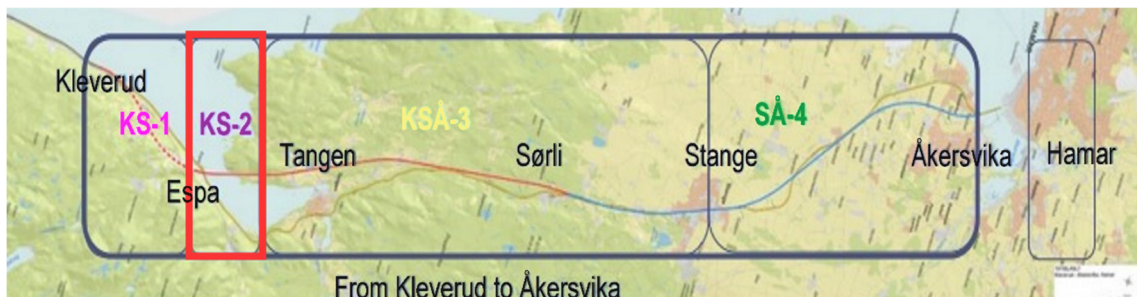 Kleverud
KS-1
KS-2
KSÅ-3
SÅ-4
Tangen
Sørli
Stange
Åkersvika
Hamar
Espa
From Kleverud to Åkersvika